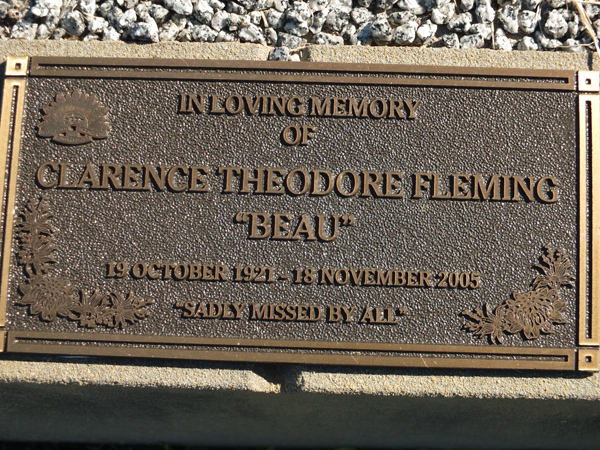 IN LOVING MEMORY
OF
CLARENCE THEODORE FLEMING
"BEAU"
19 OCTOBER 1921 - 18 NOVEMBER 2005
"SADLY MISSED BY ALL"